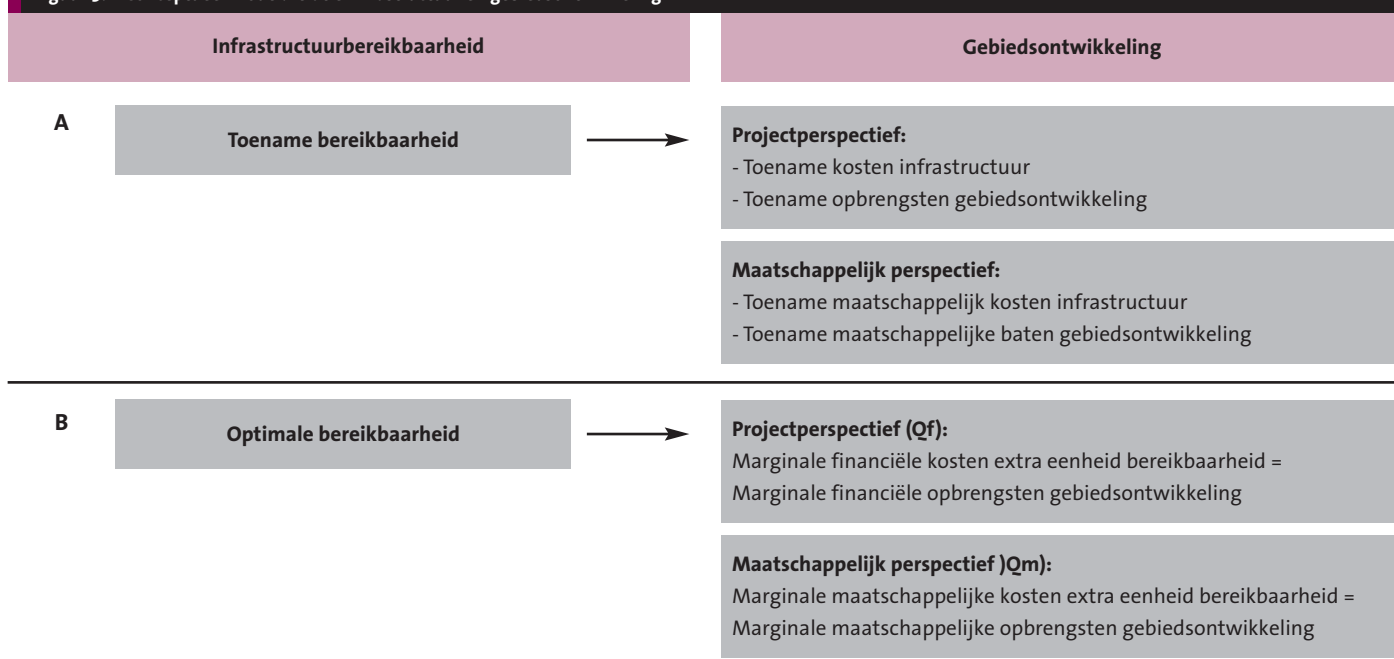 Infrastructuurbereikbaarheid
Gebiedsontwikkeling
A
Toename bereikbaarheid
Projectperspectief:
- Toename kosten infrastructuur
- Toename opbrengsten gebiedsontwikkeling
Maatschappelijk perspectief:
- Toename maatschappelijk kosten infrastructuur
- Toename maatschappelijke baten gebiedsontwikkeling
B
Optimale bereikbaarheid
Projectperspectief (Qf):
Marginale financiële kosten extra eenheid bereikbaarheid =
Marginale financiële opbrengsten gebiedsontwikkeling
Maatschappelijk perspectief )Qm):
Marginale maatschappelijke kosten extra eenheid bereikbaarheid =
Marginale maatschappelijke opbrengsten gebiedsontwikkeling